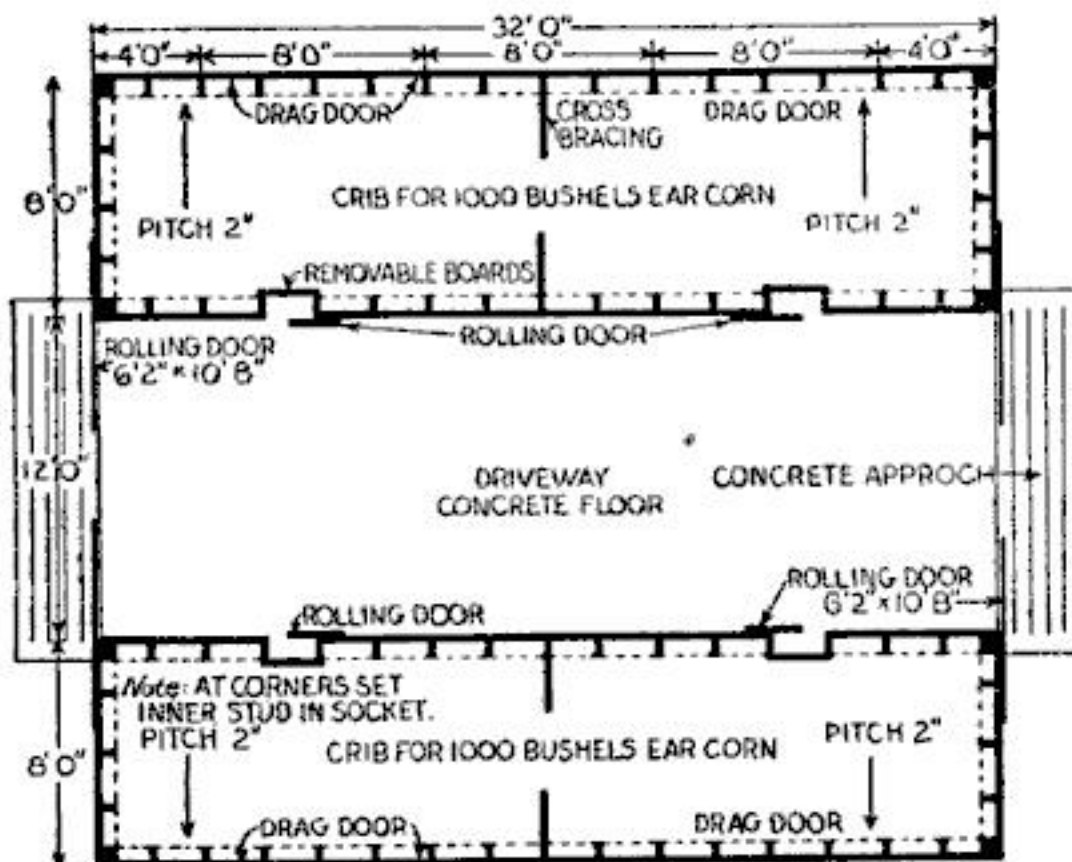 32'0"
4'0" 8'0" 8'0" 8'0" 4'0"
DRAG DOOR
CROSS
BRACING
DRAG DOOR
8'0"
CRIB FOR 1000 BUSHELS EAR CORN
PITCH 2"
PITCH 2"
REMOVABLE BOARDS
ROLLING DOOR
ROLLING DOOR
6'2" × 10'8"
12'0"
DRIVEWAY
CONCRETE FLOOR
CONCRETE APPROCH
ROLLING DOOR
6'2" × 10'8"
ROLLING DOOR
Note: AT CORNERS SET
INNER STUD IN SOCKET.
PITCH 2"
PITCH 2"
CRIB FOR 1000 BUSHELS EAR CORN
8'0"
DRAG DOOR
DRAG DOOR